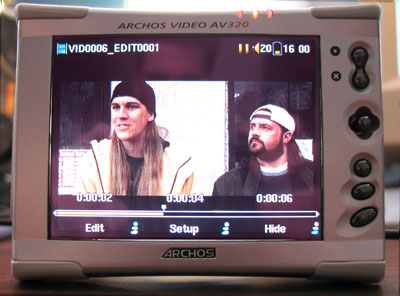 ARCHOS VIDEO AV320
VID0006_EDIT0001 20 16 00
0:00:02 0:00:04 0:00:06
Edit Setup Hide
ARCHOS